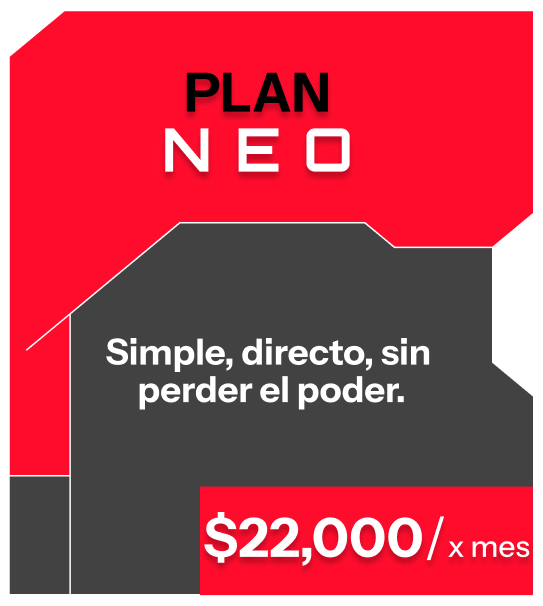 PLAN
NEO
Simple, directo, sin
perder el poder.
$22,000/ x mes